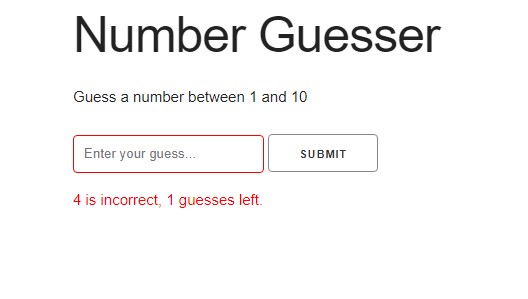 Number Guesser
Guess a number between 1 and 10
Enter your guess...
SUBMIT
4 is incorrect, 1 guesses left.